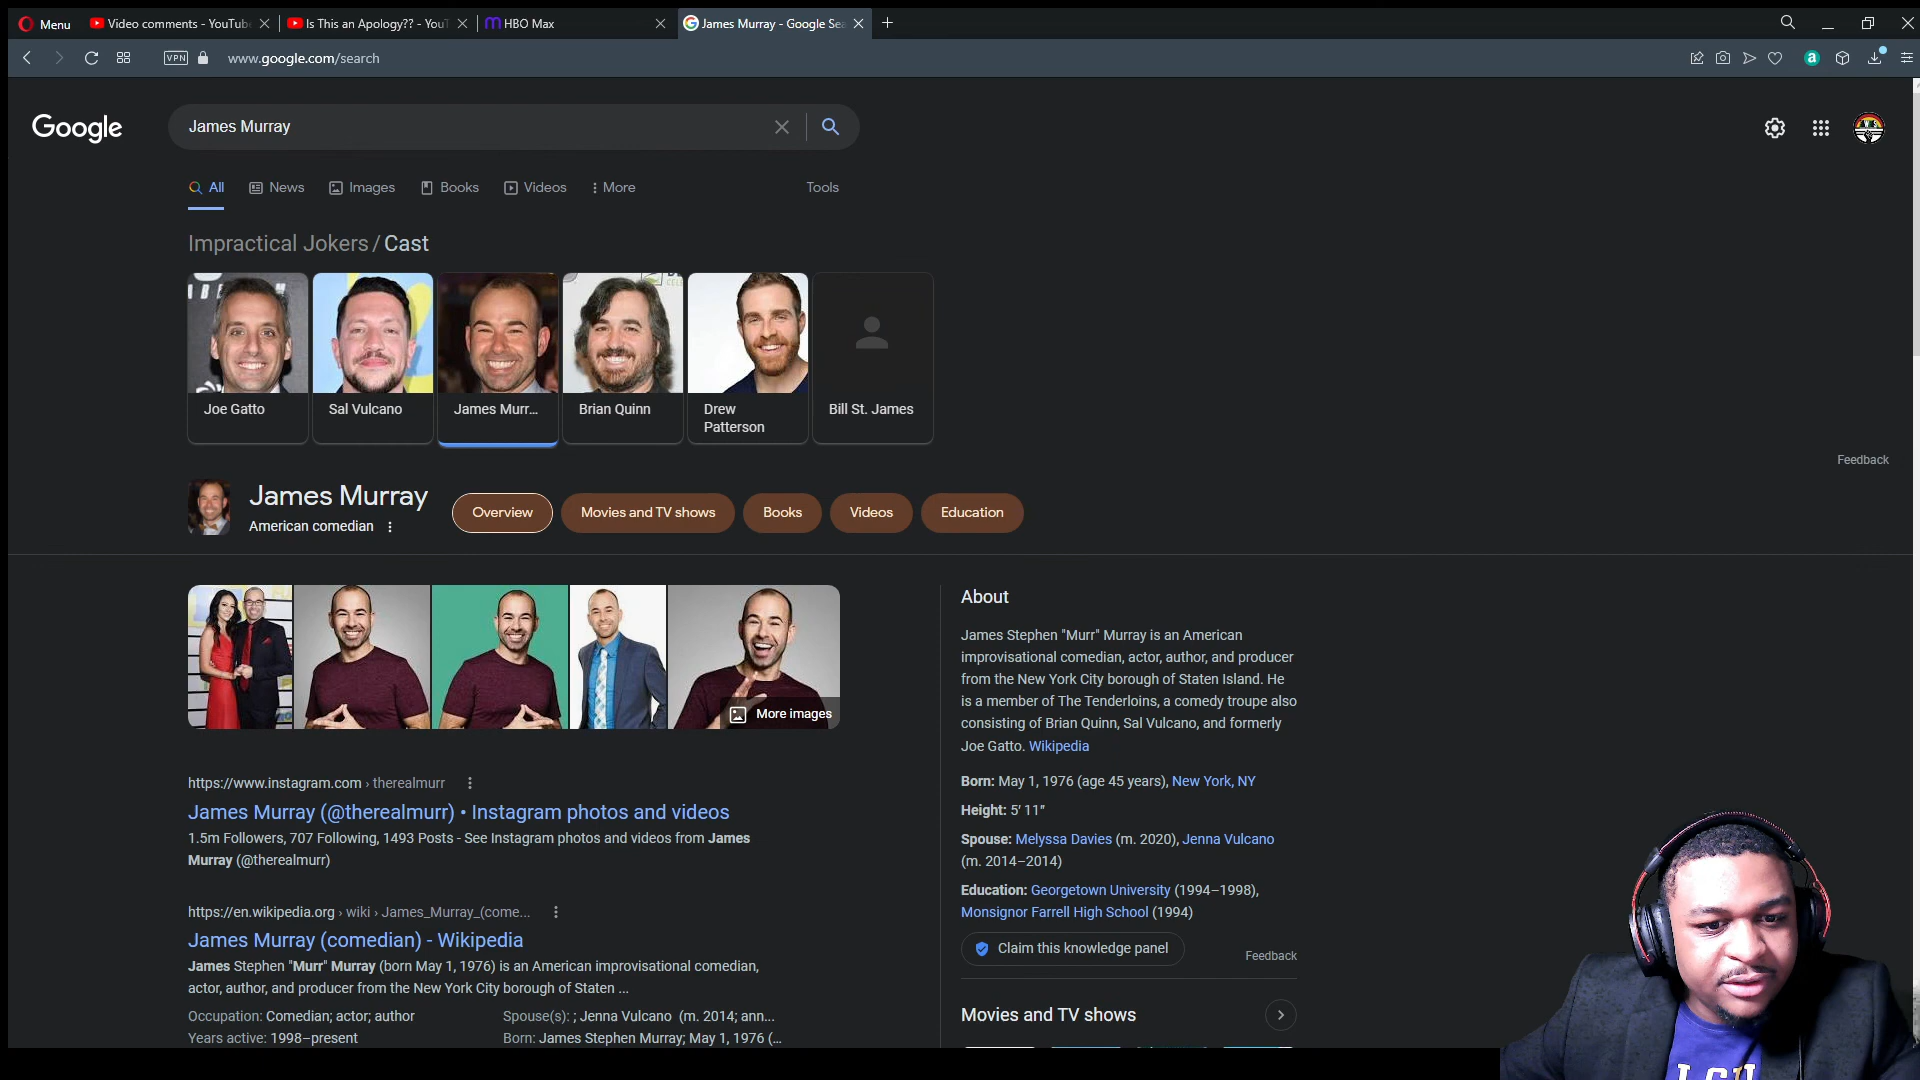 Menu
Video comments - YouTub
Is This an Apology?? - You
HBO Max
James Murray - Google Sea
VPN
www.google.com/search
a
Google
James Murray
All
News
Images
Books
Videos
More
Tools
Impractical Jokers / Cast
Joe Gatto
Sal Vulcano
James Murr...
Brian Quinn
Drew
Patterson
Bill St. James
Feedback
James Murray
American comedian
Overview
Movies and TV shows
Books
Videos
Education
More images
About
James Stephen "Murr" Murray is an American
improvisational comedian, actor, author, and producer
from the New York City borough of Staten Island. He
is a member of The Tenderloins, a comedy troupe also
consisting of Brian Quinn, Sal Vulcano, and formerly
Joe Gatto. Wikipedia
Born: May 1, 1976 (age 45 years), New York, NY
Height: 5′ 11″
Spouse: Melyssa Davies (m. 2020), Jenna Vulcano
(m. 2014–2014)
Education: Georgetown University (1994–1998),
Monsignor Farrell High School (1994)
Claim this knowledge panel
Feedback
Movies and TV shows
https://www.instagram.com › therealmurr
James Murray (@therealmurr) • Instagram photos and videos
1.5m Followers, 707 Following, 1493 Posts - See Instagram photos and videos from James
Murray (@therealmurr)
https://en.wikipedia.org › wiki › James_Murray_(come...
James Murray (comedian) - Wikipedia
James Stephen "Murr" Murray (born May 1, 1976) is an American improvisational comedian,
actor, author, and producer from the New York City borough of Staten ...
Occupation: Comedian; actor; author
Spouse(s): ; Jenna Vulcano (m. 2014; ann...
Years active: 1998–present
Born: James Stephen Murray; May 1, 1976 (...